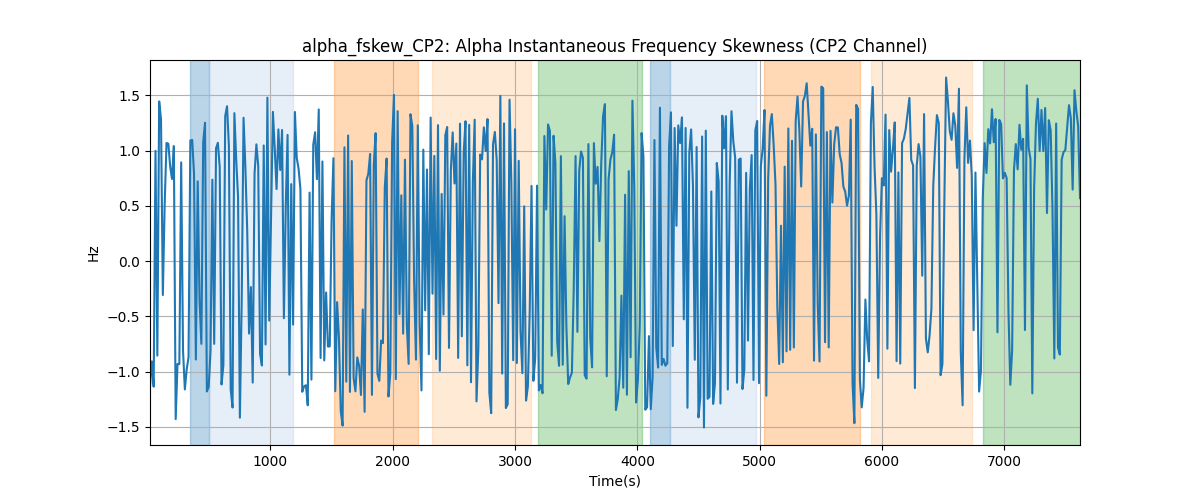 alpha_fskew_CP2: Alpha Instantaneous Frequency Skewness (CP2 Channel)
1.5
1.0
0.5
0.0
−0.5
−1.0
−1.5
Hz
1000 2000 3000 4000 5000 6000 7000
Time(s)